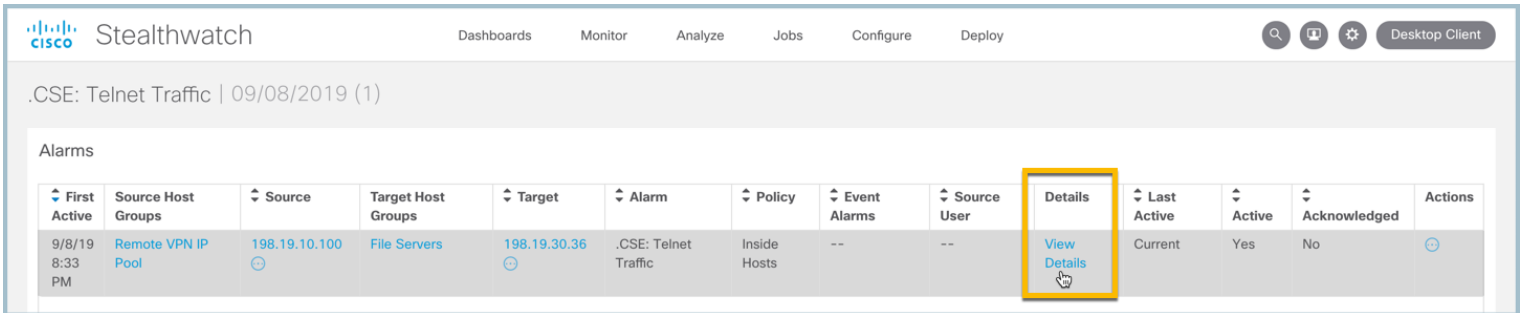 CISCO Stealthwatch Dashboards Monitor Analyze Jobs Configure Deploy Desktop Client
.CSE: Telnet Traffic | 09/08/2019 (1)
Alarms
First Active Source Host Groups Source Target Host Groups Target Alarm Policy Event Alarms Source User Details Last Active Active Acknowledged Actions
9/8/19 8:33 PM Remote VPN IP Pool 198.19.10.100 File Servers 198.19.30.36 .CSE: Telnet Traffic Inside Hosts -- -- View Details Current Yes No